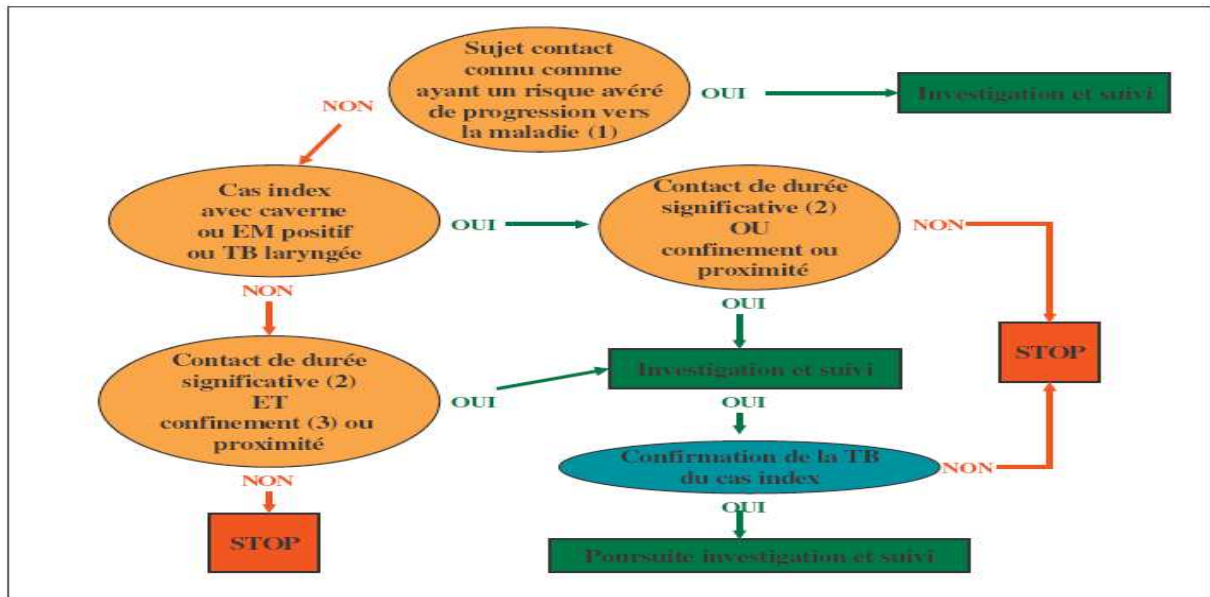 Sujet contact
connu comme
ayant un risque avéré
de progression vers
la maladie (1)
NON
OUI
Investigation et suivi
Cas index
avec caverne
ou EM positif
ou TB laryngée
OUI
Contact de durée
significative (2)
OU
confinement ou
proximité
NON
NON
OUI
STOP
Contact de durée
significative (2)
ET
confinement (3) ou
proximité
OUI
Investigation et suivi
OUI
Confirmation de la TB
du cas index
NON
NON
STOP
OUI
Poursuite investigation et suivi